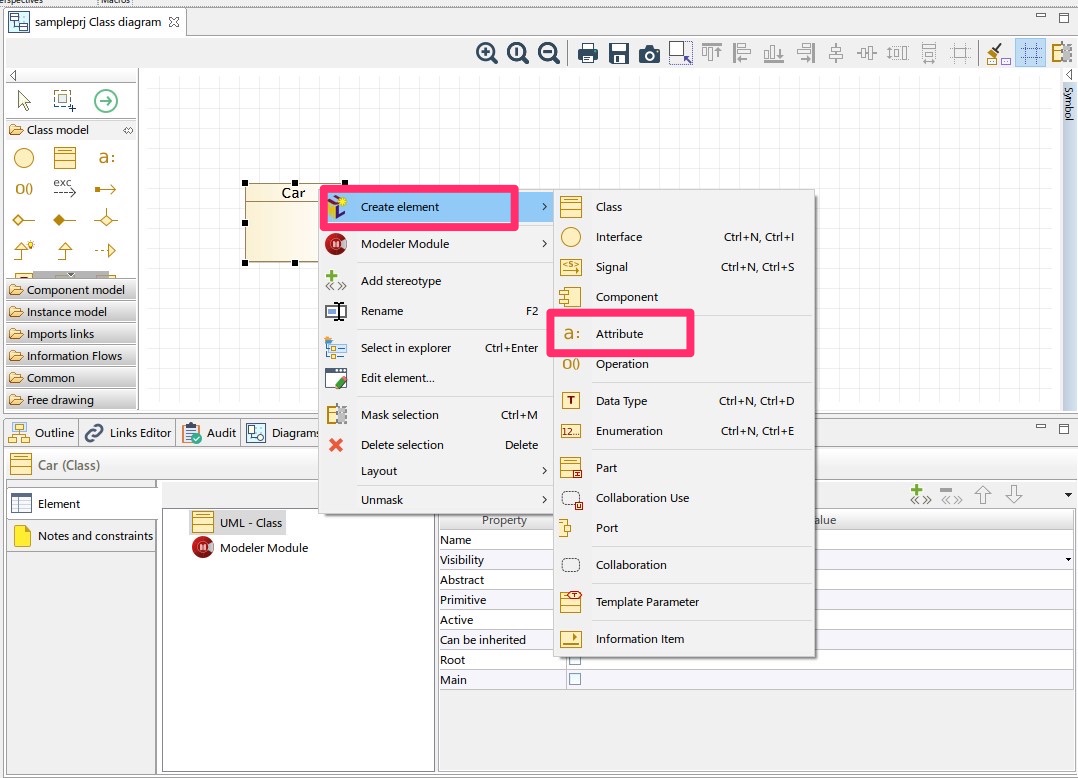 erspectives
Macros
sampleprj Class diagram
Symbol
Class model
a:
O()
exc
Component model
Instance model
Imports links
Information Flows
Common
Free drawing
Car
Create element
Modeler Module
Add stereotype
Rename F2
Select in explorer Ctrl+Enter
Edit element...
Mask selection Ctrl+M
Delete selection Delete
Layout
Unmask
Class
Interface Ctrl+N, Ctrl+I
<S> Signal Ctrl+N, Ctrl+S
Component
a: Attribute
O() Operation
T Data Type Ctrl+N, Ctrl+D
12... Enumeration Ctrl+N, Ctrl+E
Part
Collaboration Use
Port
Collaboration
Template Parameter
Information Item
Outline
Links Editor
Audit
Diagrams
Car (Class)
Element
Notes and constraints
UML - Class
Modeler Module
Property
alue
Name
Visibility
Abstract
Primitive
Active
Can be inherited
Root
Main